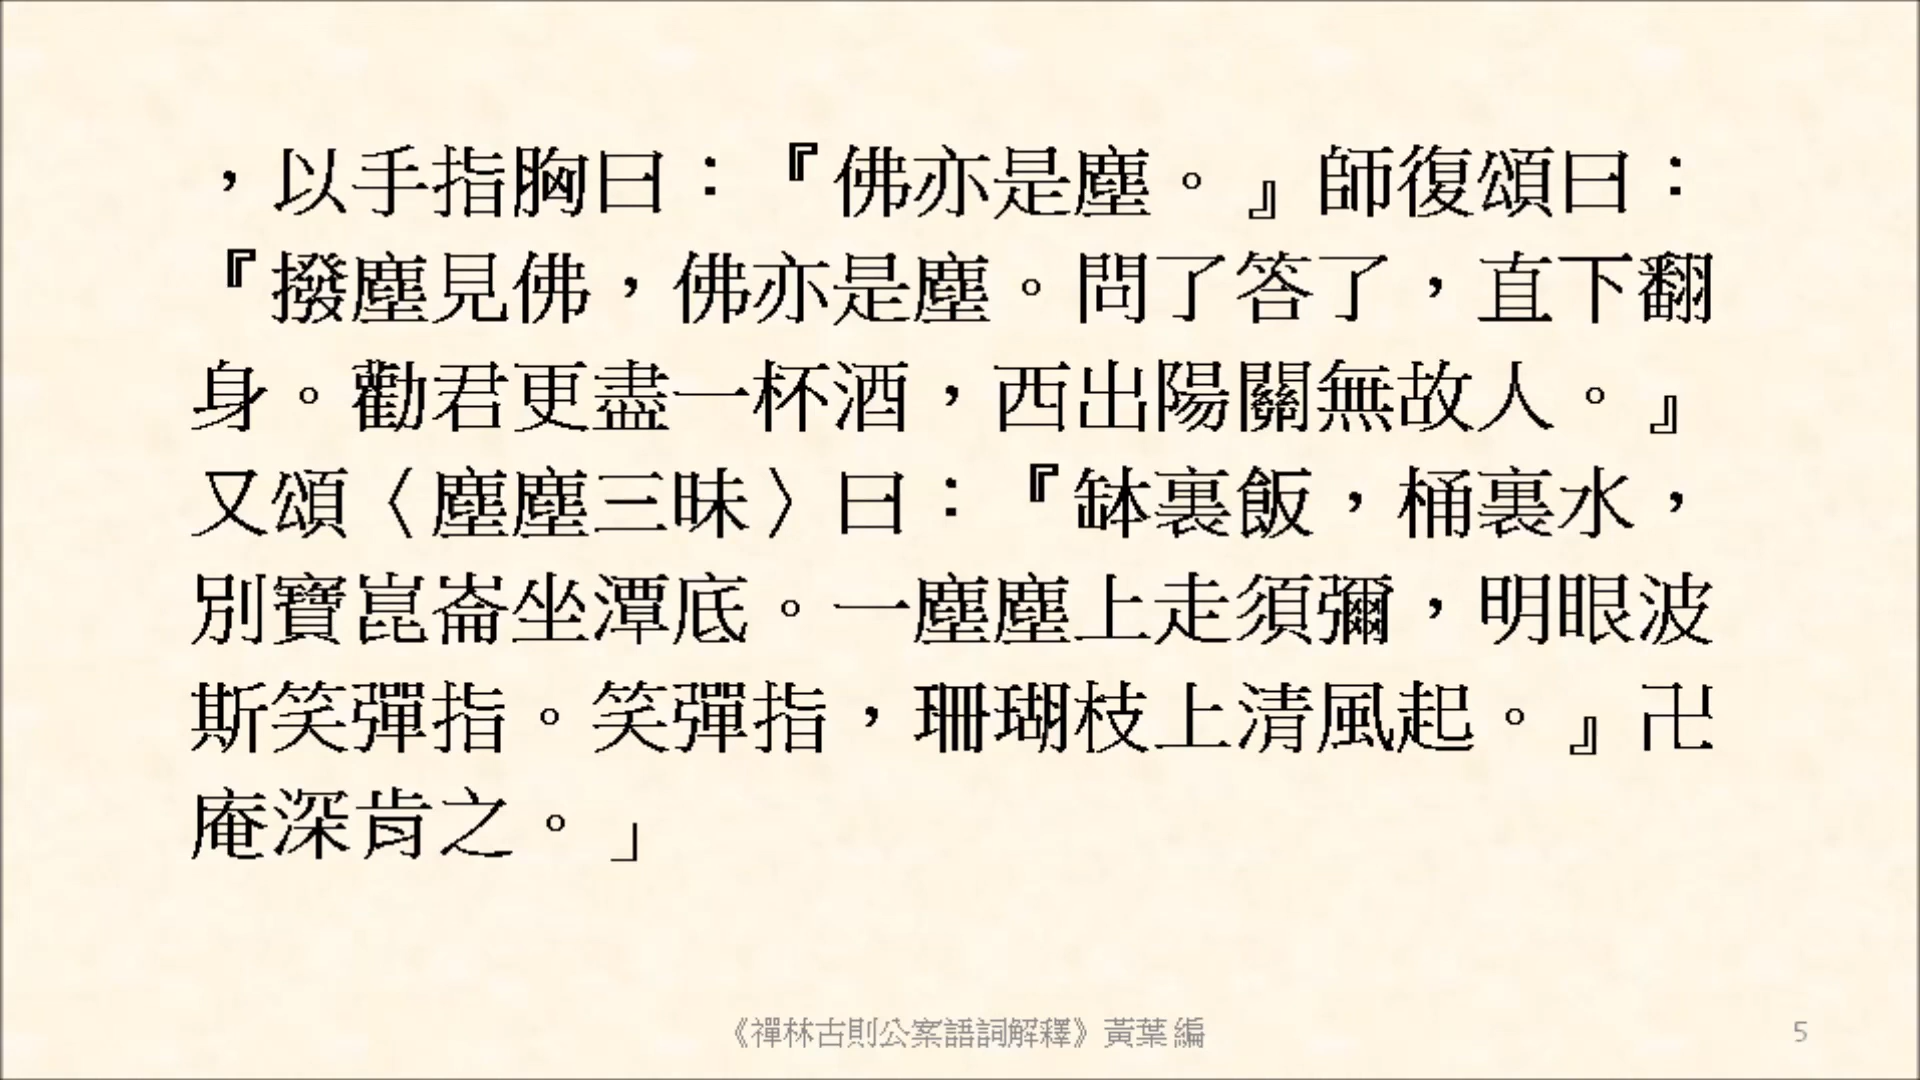 ，以手指胸曰：『佛亦是塵。』師復頌曰：
『撥塵見佛，佛亦是塵。問了答了，直下翻
身。勸君更盡一杯酒，西出陽關無故人。』
又頌〈塵塵三昧〉曰：『缽裏飯，桶裏水，
別寶崑崙坐潭底。一塵塵上走須彌，明眼波
斯笑彈指。笑彈指，珊瑚枝上清風起。』卍
庵深肯之。」
《禪林古則公案語詞解釋》黃葉 編
5